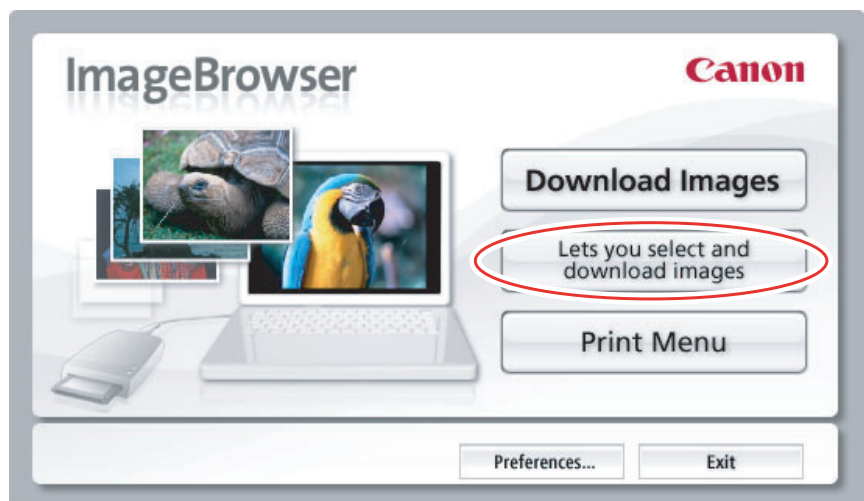 ImageBrowser
Canon
Download Images
Lets you select and
download images
Print Menu
Preferences...
Exit